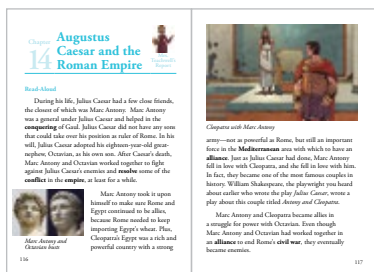 Chapter
14
Augustus
Caesar and the
Roman Empire
Read-Aloud
During his life, Julius Caesar had a few close friends,
the closest of which was Marc Antony. Marc Antony
was a general under Julius Caesar and helped in the
conquering of Gaul. Julius Caesar did not have any sons
that could take over his position as ruler of Rome. In his
will, Julius Caesar adopted his eighteen-year-old great-
nephew, Octavian, as his own son. After Caesar's death,
Marc Antony and Octavian worked together to fight
against Julius Caesar's enemies and resolve some of the
conflict in the empire, at least for a while.
Marc Antony took it upon
himself to make sure Rome and
Egypt continued to be allies,
because Rome needed to keep
importing Egypt's wheat. Plus,
Cleopatra's Egypt was a rich and
powerful country with a strong
Marc Antony and
Octavian busts
116
Cleopatra with Marc Antony
army—not as powerful as Rome, but still an important
force in the Mediterranean area with which to have an
alliance. Just as Julius Caesar had done, Marc Antony
fell in love with Cleopatra, and she fell in love with him.
In fact, they became one of the most famous couples in
history. William Shakespeare, the playwright you heard
about earlier who wrote the play Julius Caesar, wrote a
play about this couple titled Antony and Cleopatra.
Marc Antony and Cleopatra became allies in
a struggle for power with Octavian. Even though
Marc Antony and Octavian had worked together in
an alliance to end Rome's civil war, they eventually
became enemies.
117